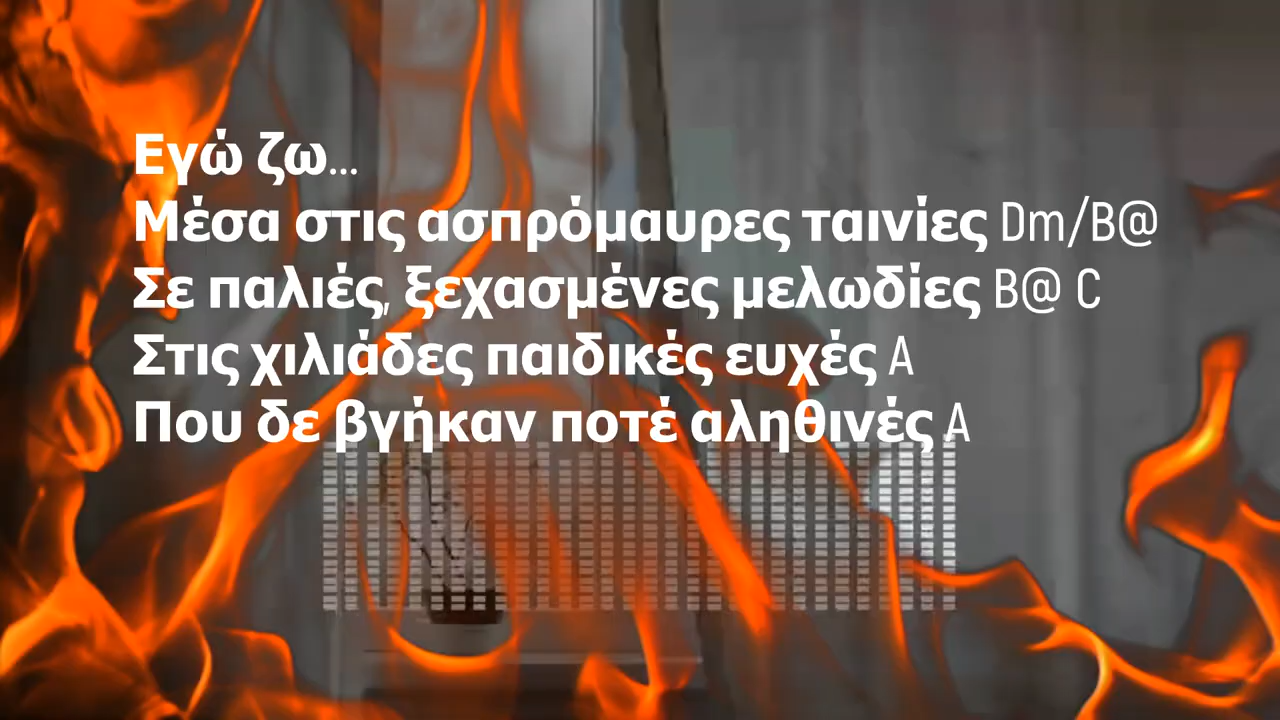 Εγώ ζω...
Μέσα στις ασπρόμαυρες ταινίες Dm/B@
Σε παλιές, ξεχασμένες μελωδίες B@ C
Στις χιλιάδες παιδικές ευχές A
Που δε βγήκαν ποτέ αληθινές A